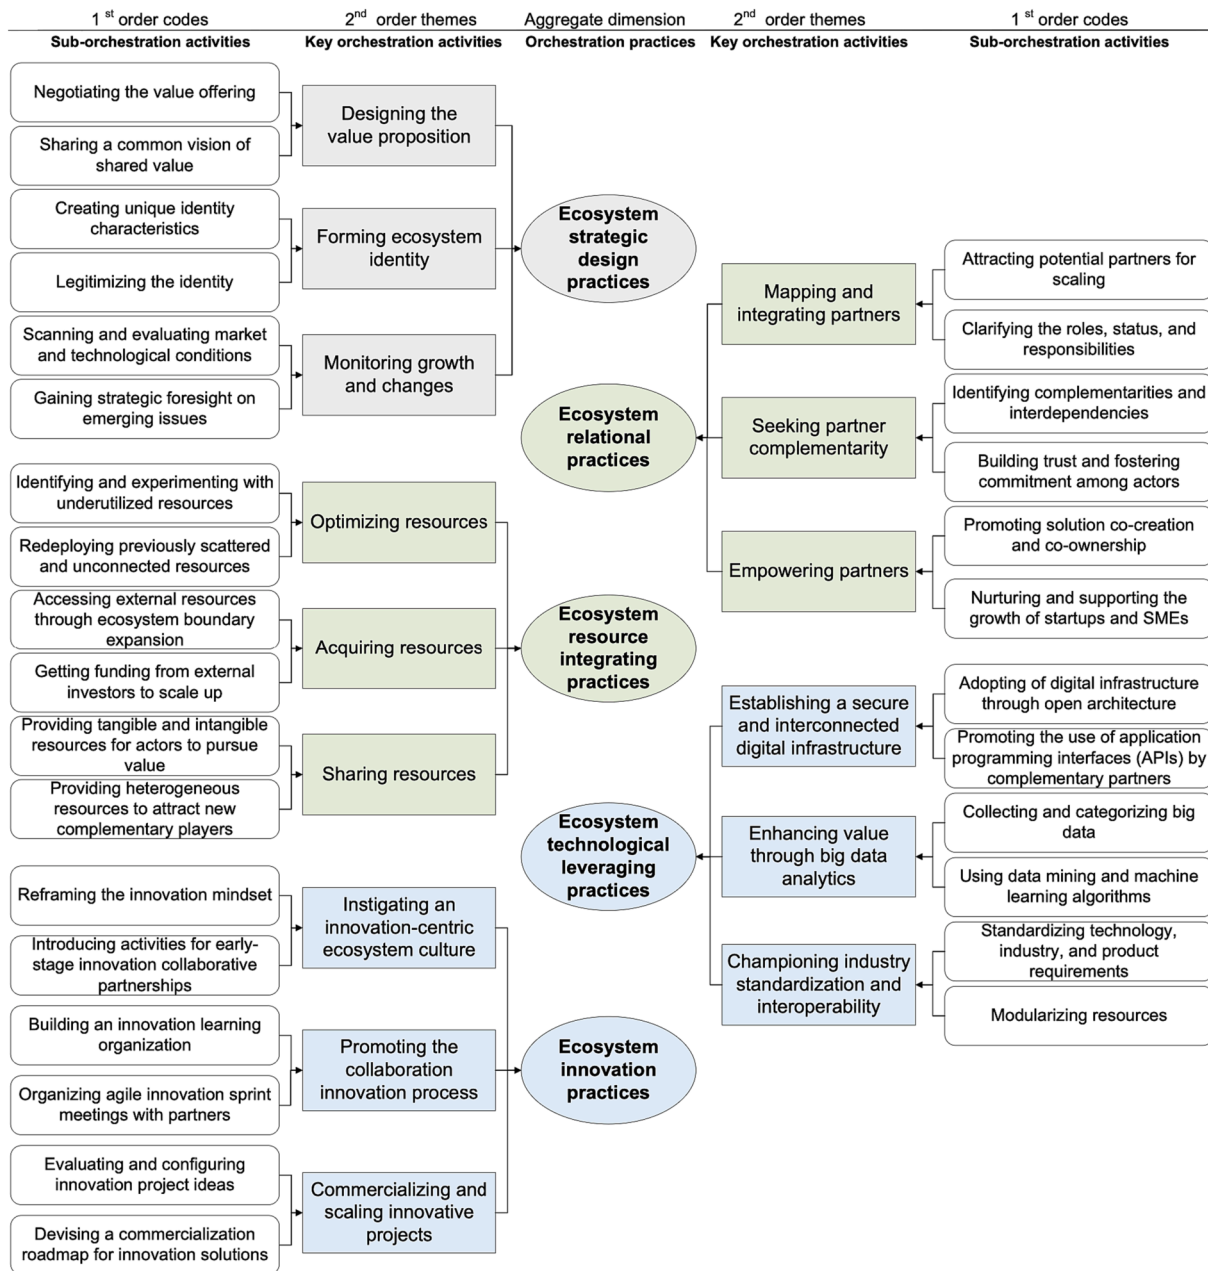 1 st order codes
2nd order themes
Aggregate dimension
2nd order themes
1 st order codes
Sub-orchestration activities
Key orchestration activities
Orchestration practices
Key orchestration activities
Sub-orchestration activities
Negotiating the value offering
Sharing a common vision of
shared value
Designing the
value proposition
Creating unique identity
characteristics
Legitimizing the identity
Forming ecosystem
identity
Scanning and evaluating market
and technological conditions
Gaining strategic foresight on
emerging issues
Monitoring growth
and changes
Ecosystem
strategic
design
practices
Identifying and experimenting with
underutilized resources
Redeploying previously scattered
and unconnected resources
Optimizing resources
Accessing external resources
through ecosystem boundary
expansion
Getting funding from external
investors to scale up
Acquiring resources
Providing tangible and intangible
resources for actors to pursue
value
Providing heterogeneous
resources to attract new
complementary players
Sharing resources
Ecosystem
resource
integrating
practices
Reframing the innovation mindset
Introducing activities for early-
stage innovation collaborative
partnerships
Instigating an
innovation-centric
ecosystem culture
Building an innovation learning
organization
Organizing agile innovation sprint
meetings with partners
Promoting the
collaboration
innovation process
Evaluating and configuring
innovation project ideas
Devising a commercialization
roadmap for innovation solutions
Commercializing and
scaling innovative
projects
Ecosystem
innovation
practices
Ecosystem
relational
practices
Mapping and
integrating partners
Attracting potential partners for
scaling
Clarifying the roles, status, and
responsibilities
Seeking partner
complementarity
Identifying complementarities and
interdependencies
Building trust and fostering
commitment among actors
Empowering partners
Promoting solution co-creation
and co-ownership
Nurturing and supporting the
growth of startups and SMEs
Ecosystem
technological
leveraging
practices
Establishing a secure
and interconnected
digital infrastructure
Adopting of digital infrastructure
through open architecture
Promoting the use of application
programming interfaces (APIs) by
complementary partners
Enhancing value
through big data
analytics
Collecting and categorizing big
data
Using data mining and machine
learning algorithms
Championing industry
standardization and
interoperability
Standardizing technology,
industry, and product
requirements
Modularizing resources